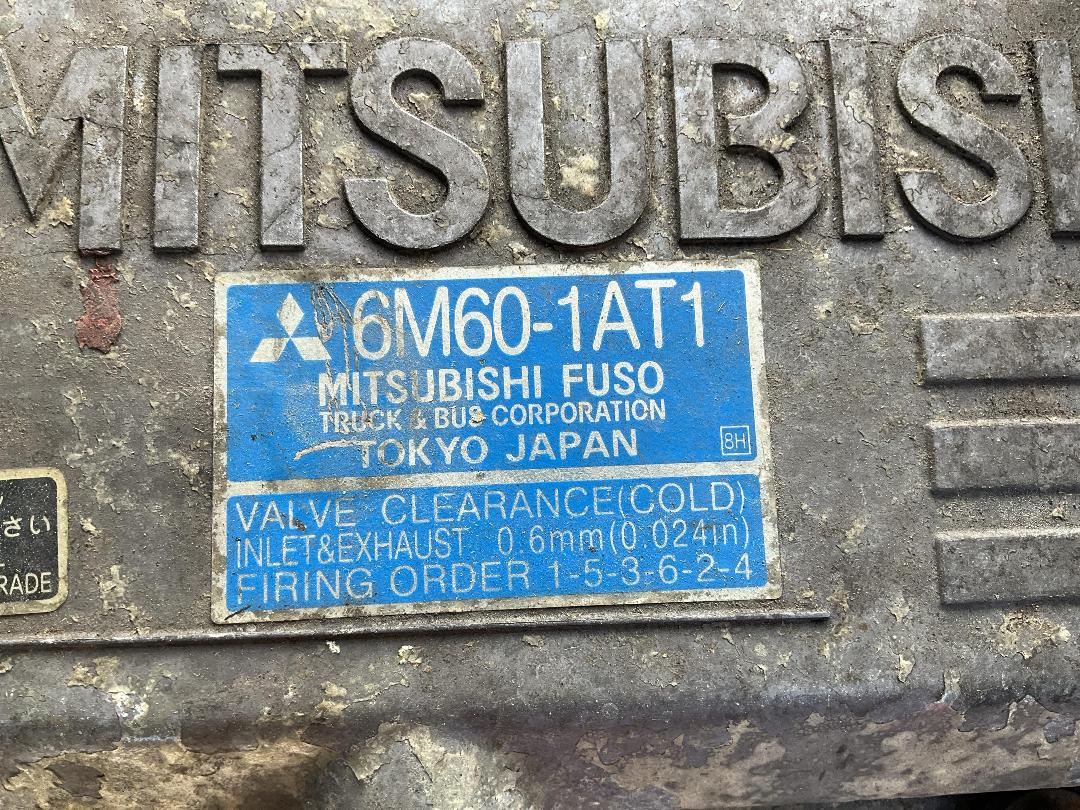 MITSUBISH
6M60-1AT1
MITSUBISHI FUSO
TRUCK & BUS CORPORATION
TOKYO JAPAN
8H
VALVE CLEARANCE(COLD)
INLET&EXHAUST 0.6mm(0.024in)
FIRING ORDER 1-5-3-6-2-4
さい
RADE